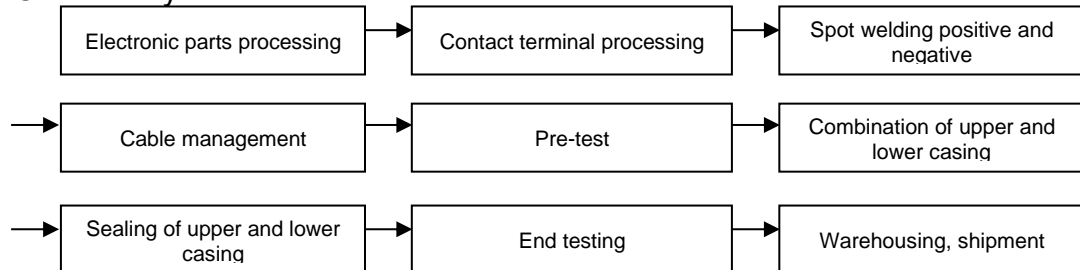 Electronic parts processing
Contact terminal processing
Spot welding positive and
negative
Cable management
Pre-test
Combination of upper and
lower casing
Sealing of upper and lower
casing
End testing
Warehousing, shipment